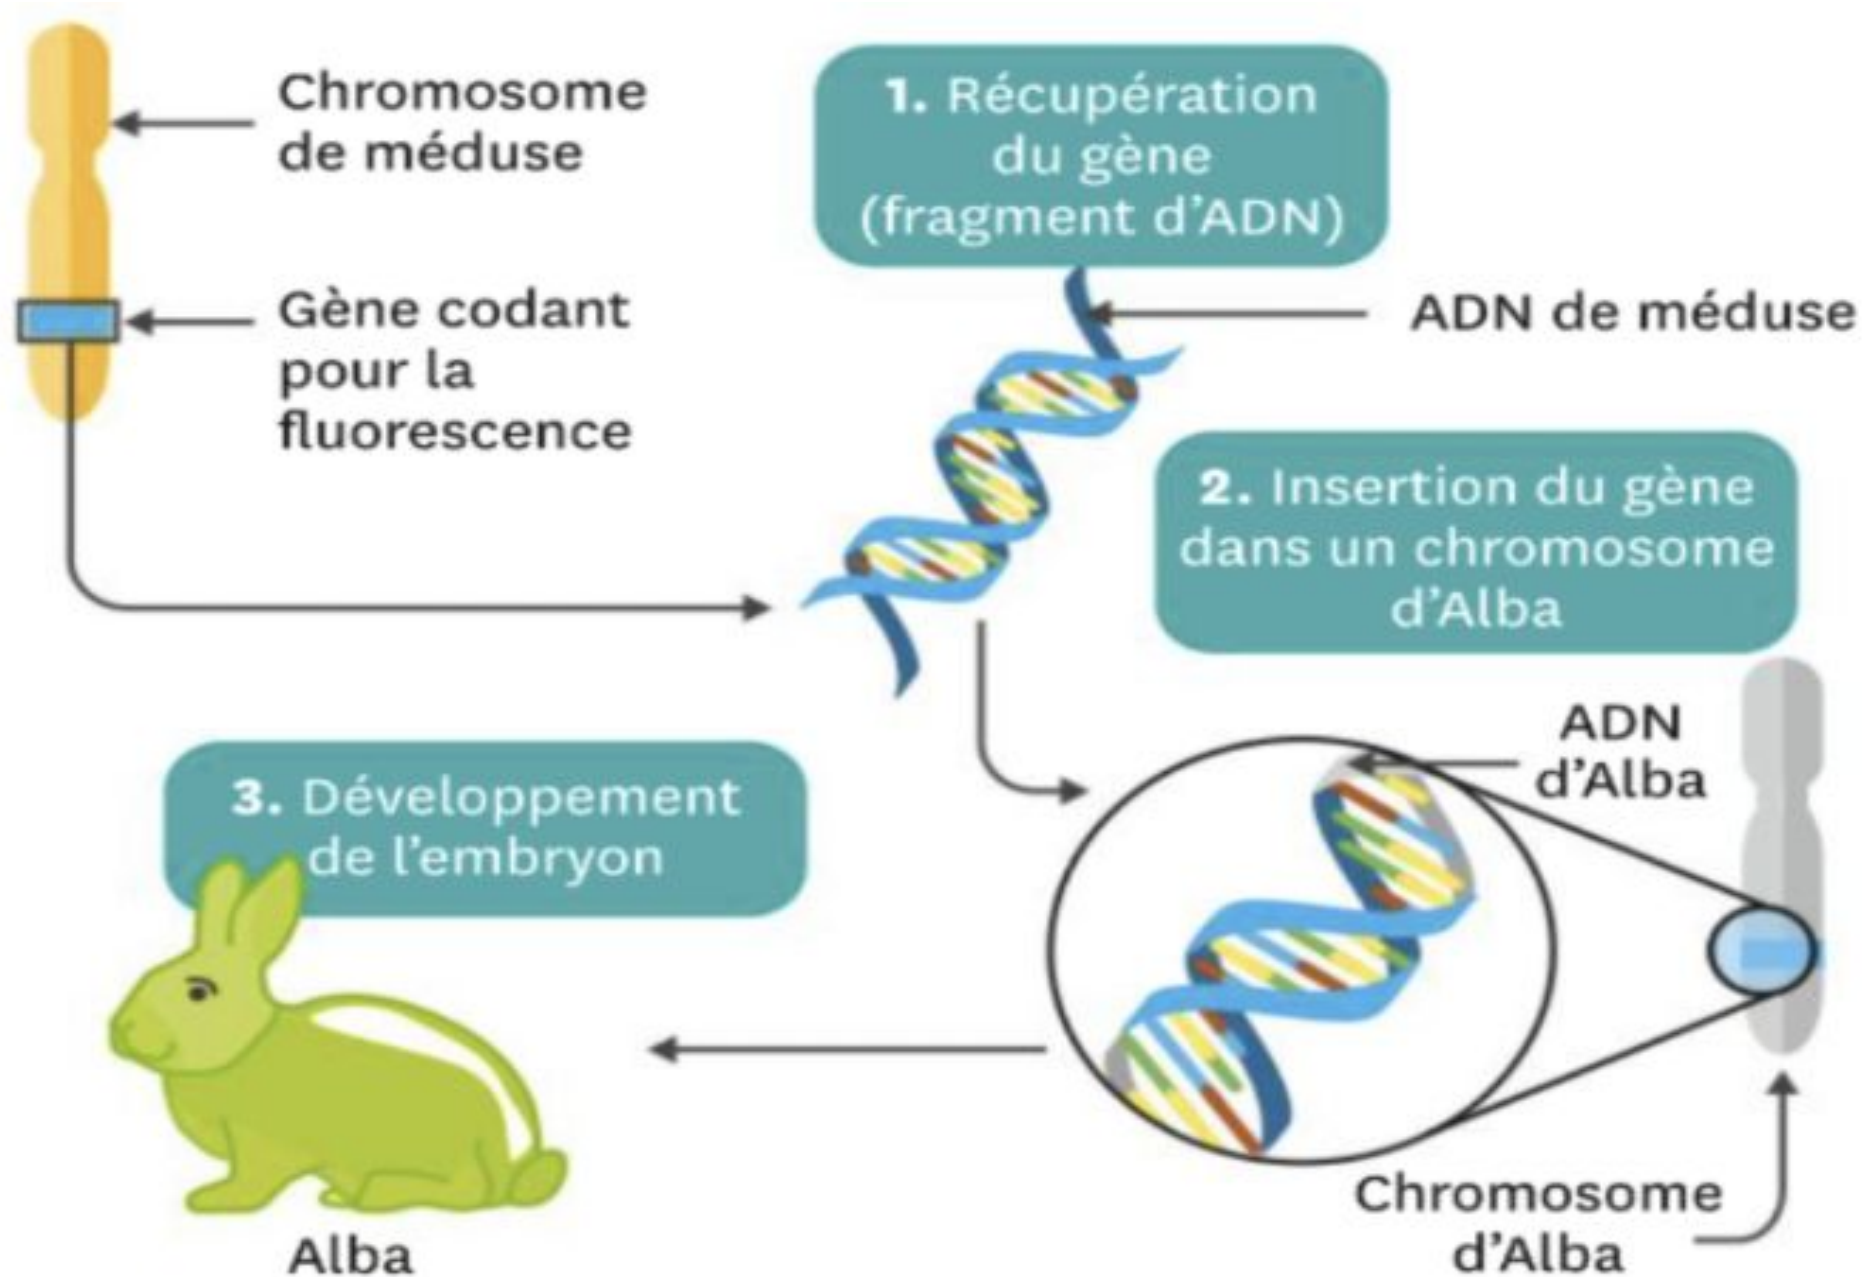 Chromosome
de méduse
Gène codant
pour la
fluorescence
1. Récupération
du gène
(fragment d’ADN)
ADN de méduse
2. Insertion du gène
dans un chromosome
d’Alba
ADN
d’Alba
Chromosome
d’Alba
3. Développement
de l’embryon
Alba